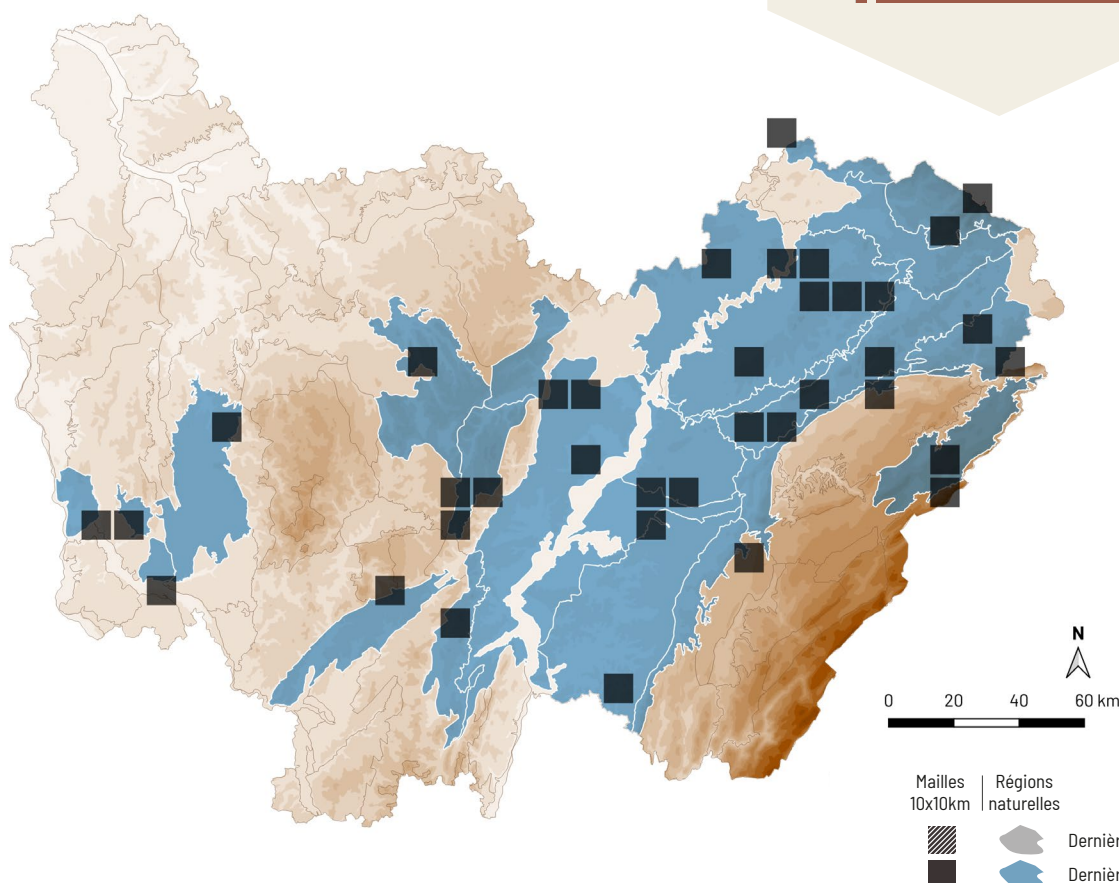 N
0 20 40 60 km
Mailles | Régions
10x10km | naturelles
Dernièr
Dernièr